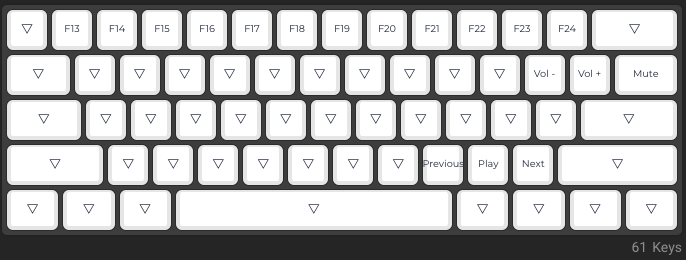 ▽ F13 F14 F15 F16 F17 F18 F19 F20 F21 F22 F23 F24 ▽
▽ ▽ ▽ ▽ ▽ ▽ ▽ ▽ ▽ ▽ ▽ Vol - Vol + Mute
▽ ▽ ▽ ▽ ▽ ▽ ▽ ▽ ▽ ▽ ▽ ▽ ▽
▽ ▽ ▽ ▽ ▽ ▽ ▽ ▽ Previous Play Next ▽
▽ ▽ ▽ ▽ ▽ ▽ ▽ ▽
61 Keys